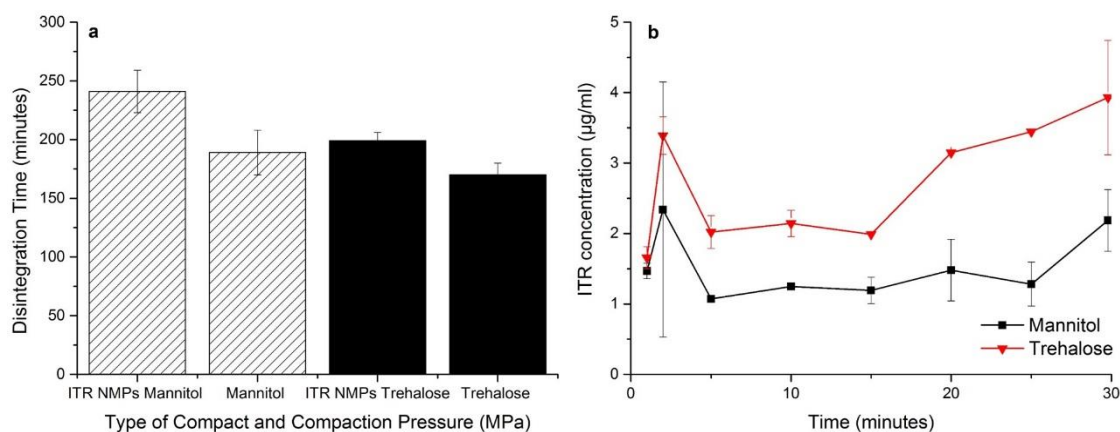 a
300
250
200
150
100
50
0
Disintegration Time (minutes)
ITR NMPs Mannitol Mannitol ITR NMPs Trehalose Trehalose
Type of Compact and Compaction Pressure (MPa)
b
5
4
3
2
1
0
ITR concentration (µg/ml)
Mannitol
Trehalose
0 5 10 15 20 25 30
Time (minutes)